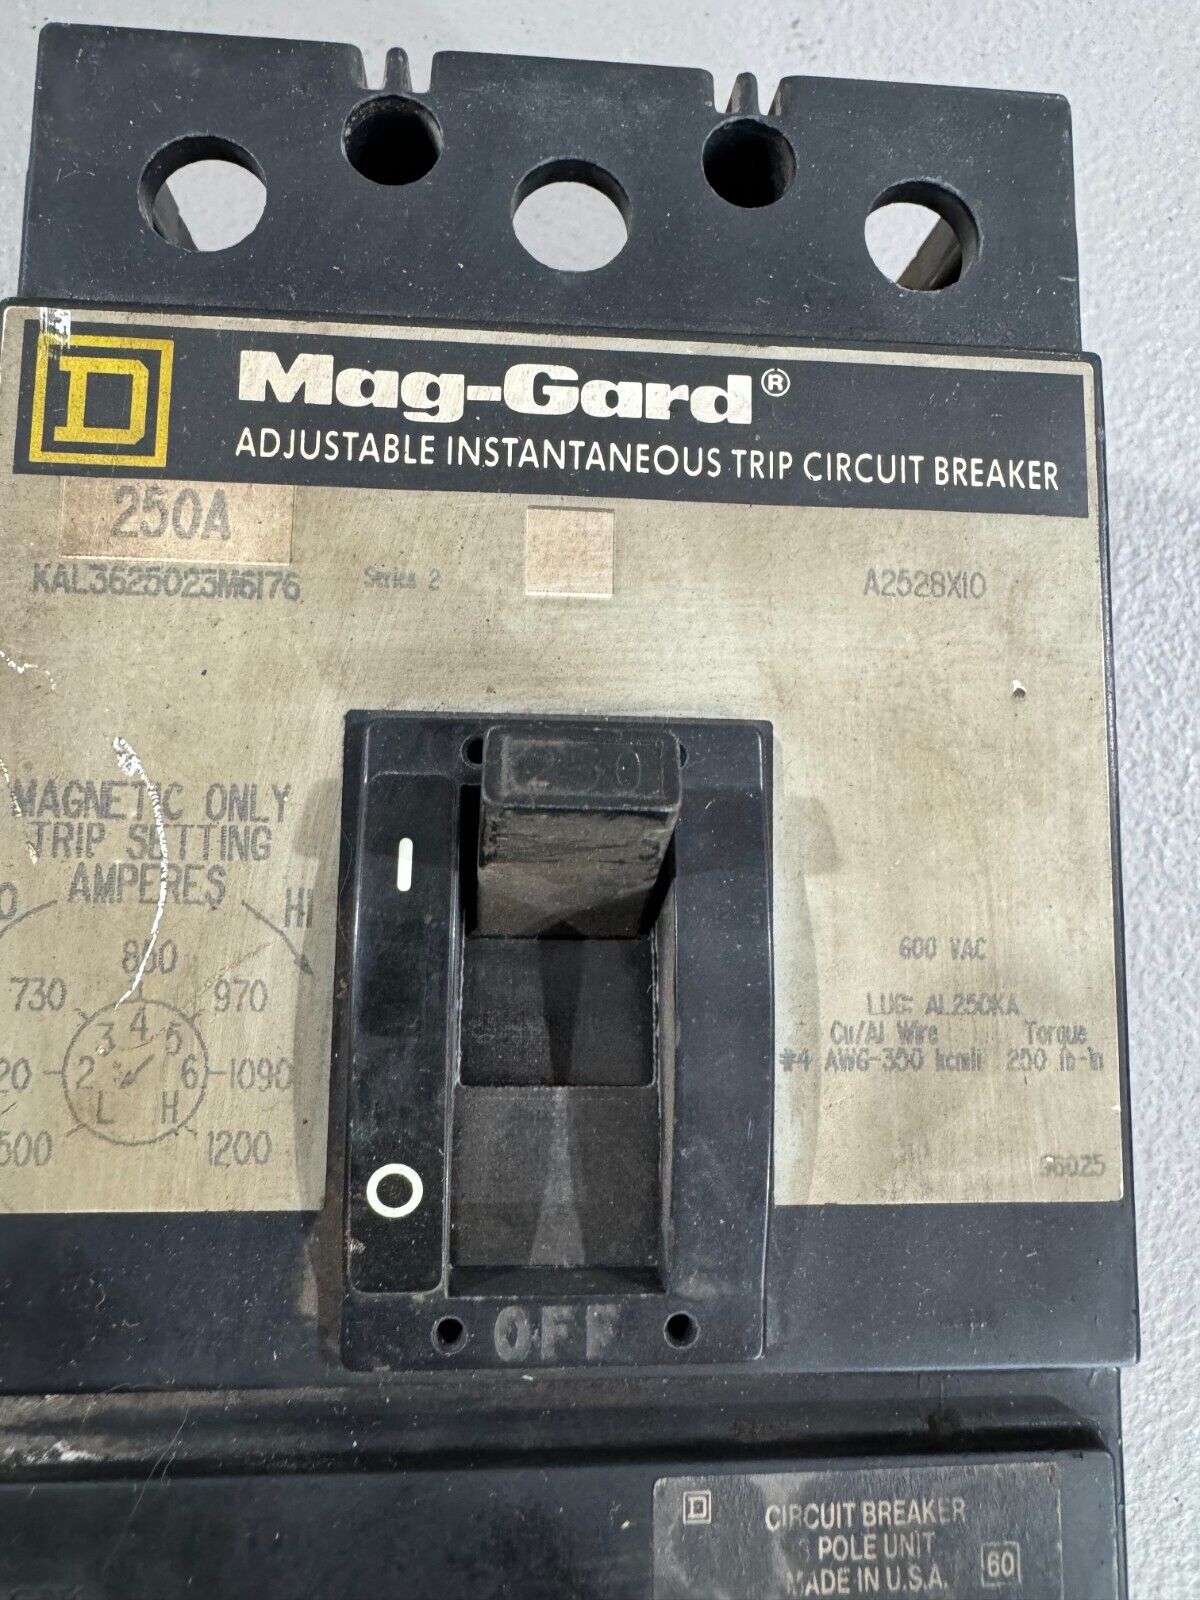 D Mag-Gard®
ADJUSTABLE INSTANTANEOUS TRIP CIRCUIT BREAKER
250A
KAL3625023M6176 Series 2 A2528X10
MAGNETIC ONLY
TRIP SETTING
AMPERES
HI
730 970
3 4 5
2 6 1090
L H
1200
I
O
OFF
600 VAC
LUG: AL250KA
Cu/Al Wire Torque
#4 AWG-350 kcmil 250 lb-in
D CIRCUIT BREAKER
POLE UNIT
MADE IN U.S.A. 60